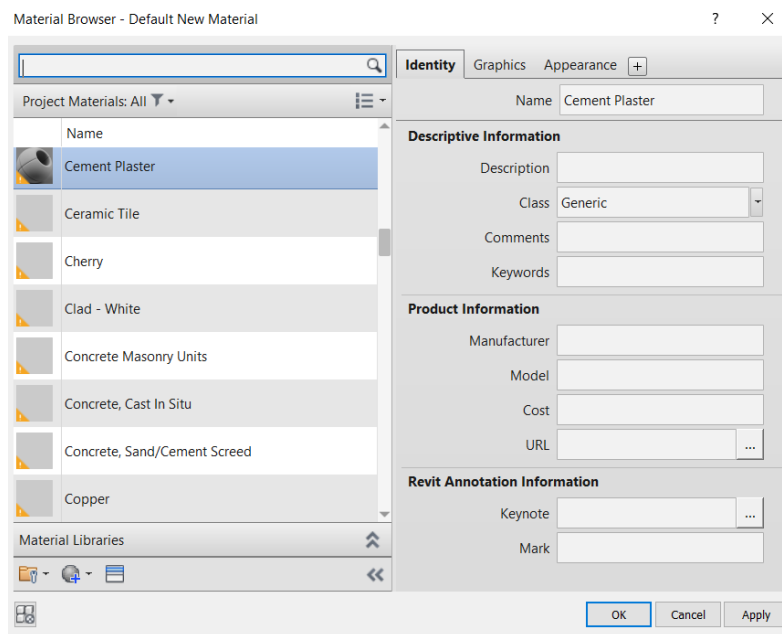 Material Browser - Default New Material
?
Project Materials: All
Name
Cement Plaster
Ceramic Tile
Cherry
Clad - White
Concrete Masonry Units
Concrete, Cast In Situ
Concrete, Sand/Cement Screed
Copper
Material Libraries
Identity
Graphics
Appearance
+
Name
Cement Plaster
Descriptive Information
Description
Class
Generic
Comments
Keywords
Product Information
Manufacturer
Model
Cost
URL
...
Revit Annotation Information
Keynote
...
Mark
OK
Cancel
Apply